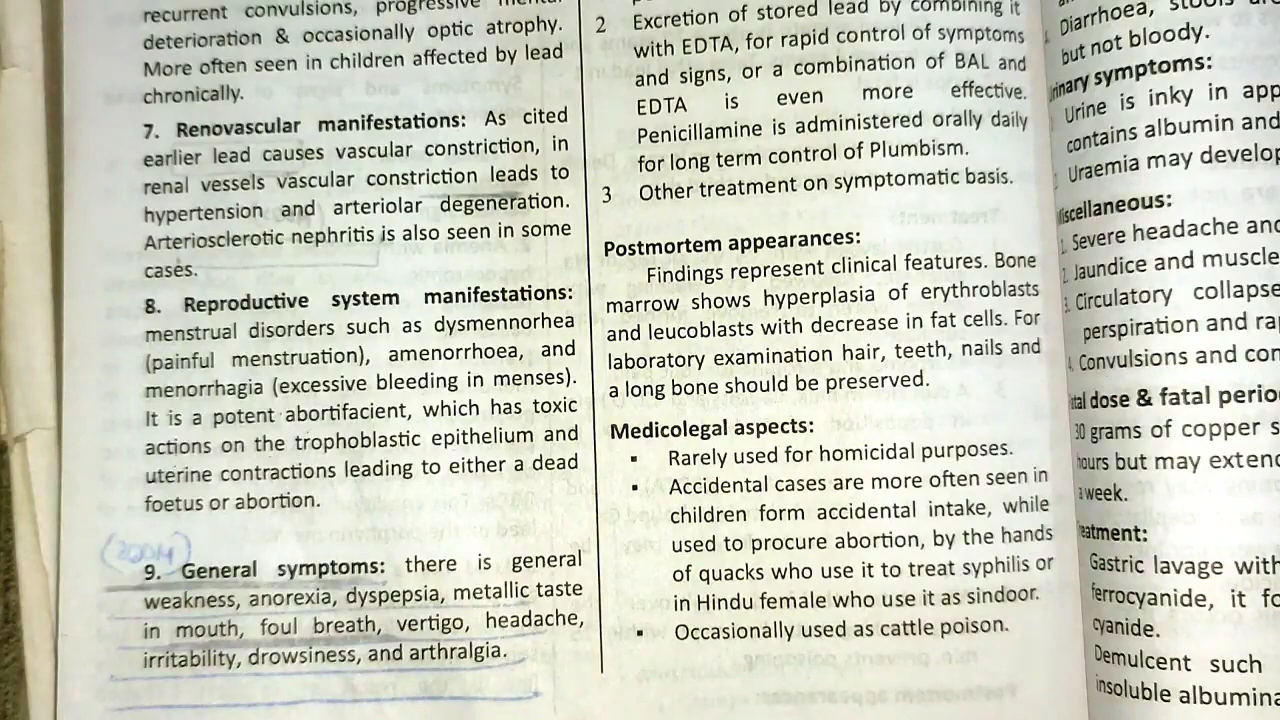 recurrent convulsions, progressive mental
deterioration & occasionally optic atrophy.
More often seen in children affected by lead
chronically.
7. Renovascular manifestations: As cited
earlier lead causes vascular constriction, in
renal vessels vascular constriction leads to
hypertension and arteriolar degeneration.
Arteriosclerotic nephritis is also seen in some
cases.
8. Reproductive system manifestations:
menstrual disorders such as dysmennorhea
(painful menstruation), amenorrhoea, and
menorrhagia (excessive bleeding in menses).
It is a potent abortifacient, which has toxic
actions on the trophoblastic epithelium and
uterine contractions leading to either a dead
foetus or abortion.
9. General symptoms: there is general
weakness, anorexia, dyspepsia, metallic taste
in mouth, foul breath, vertigo, headache,
irritability, drowsiness, and arthralgia.
2 Excretion of stored lead by combining it
with EDTA, for rapid control of symptoms
and signs, or a combination of BAL and
EDTA is even more effective.
Penicillamine is administered orally daily
for long term control of Plumbism.
3 Other treatment on symptomatic basis.
Postmortem appearances:
Findings represent clinical features. Bone
marrow shows hyperplasia of erythroblasts
and leucoblasts with decrease in fat cells. For
laboratory examination hair, teeth, nails and
a long bone should be preserved.
Medicolegal aspects:
▪ Rarely used for homicidal purposes.
▪ Accidental cases are more often seen in
children form accidental intake, while
used to procure abortion, by the hands
of quacks who use it to treat syphilis or
in Hindu female who use it as sindoor.
▪ Occasionally used as cattle poison.
Diarrhoea,
but not bloody.
symptoms:
Urine is inky in
contains albumin and
Uraemia may
1. Severe headache
2. Jaundice and muscle
3. Circulatory
perspiration and
4. Convulsions and
dose & fatal
30 grams of copper
but may
week.
Gastric lavage
ferrocyanide, it
cyanide.
Demulcent such
insoluble